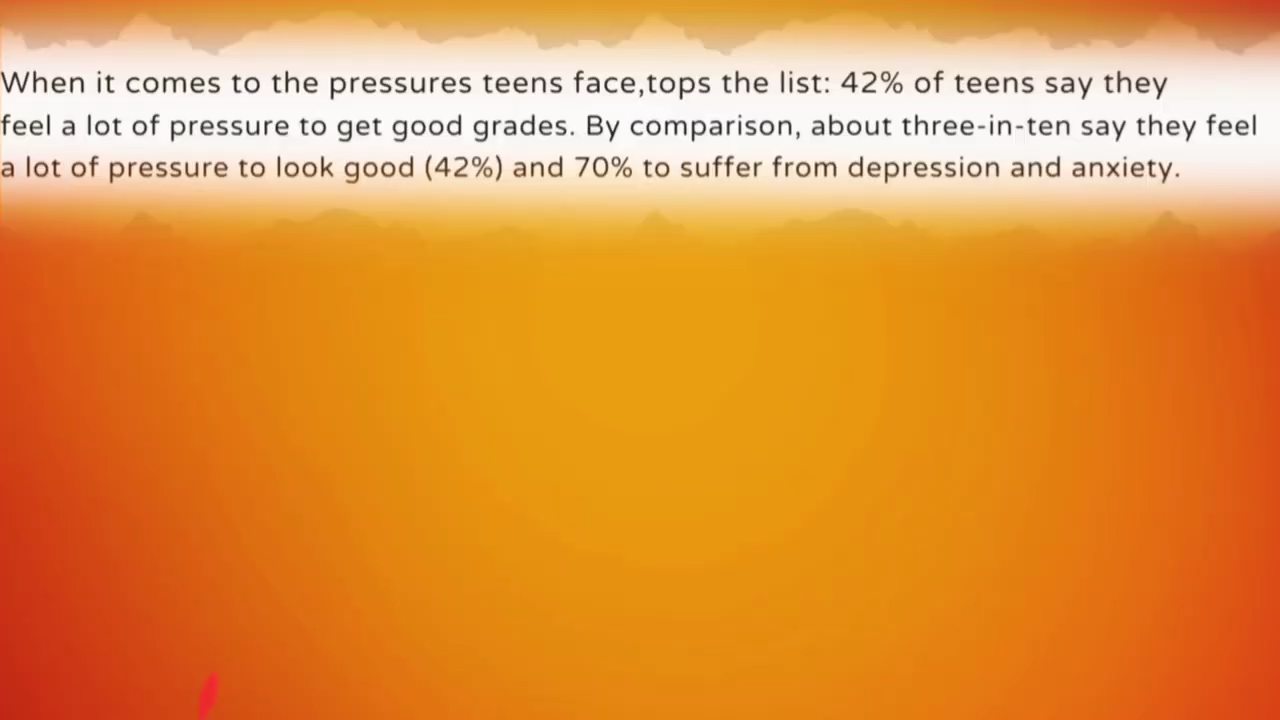 When it comes to the pressures teens face,tops the list: 42% of teens say they
feel a lot of pressure to get good grades. By comparison, about three-in-ten say they feel
a lot of pressure to look good (42%) and 70% to suffer from depression and anxiety.